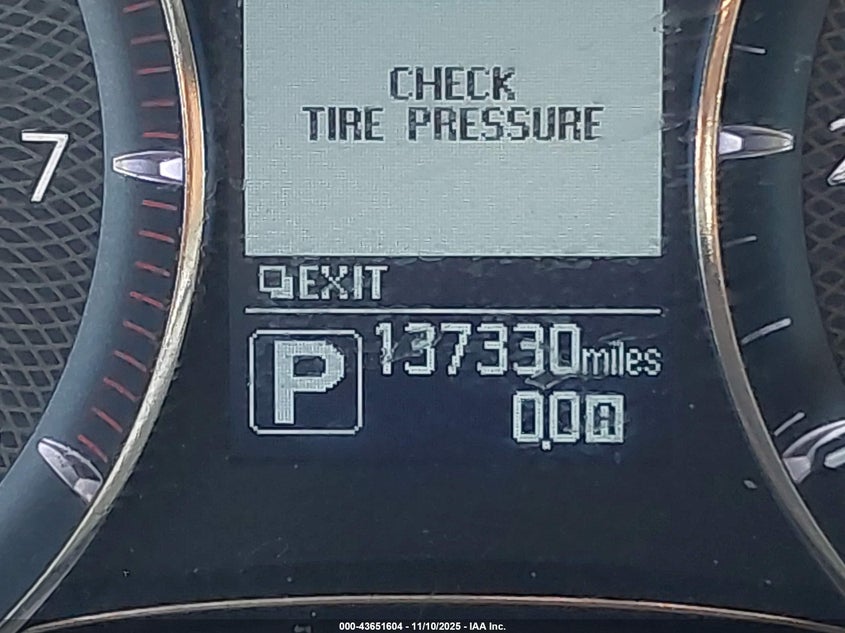 CHECK
TIRE PRESSURE
7
EXIT
P
137330miles
0.0A
000-43651604 - 11/10/2025 - IAA Inc.